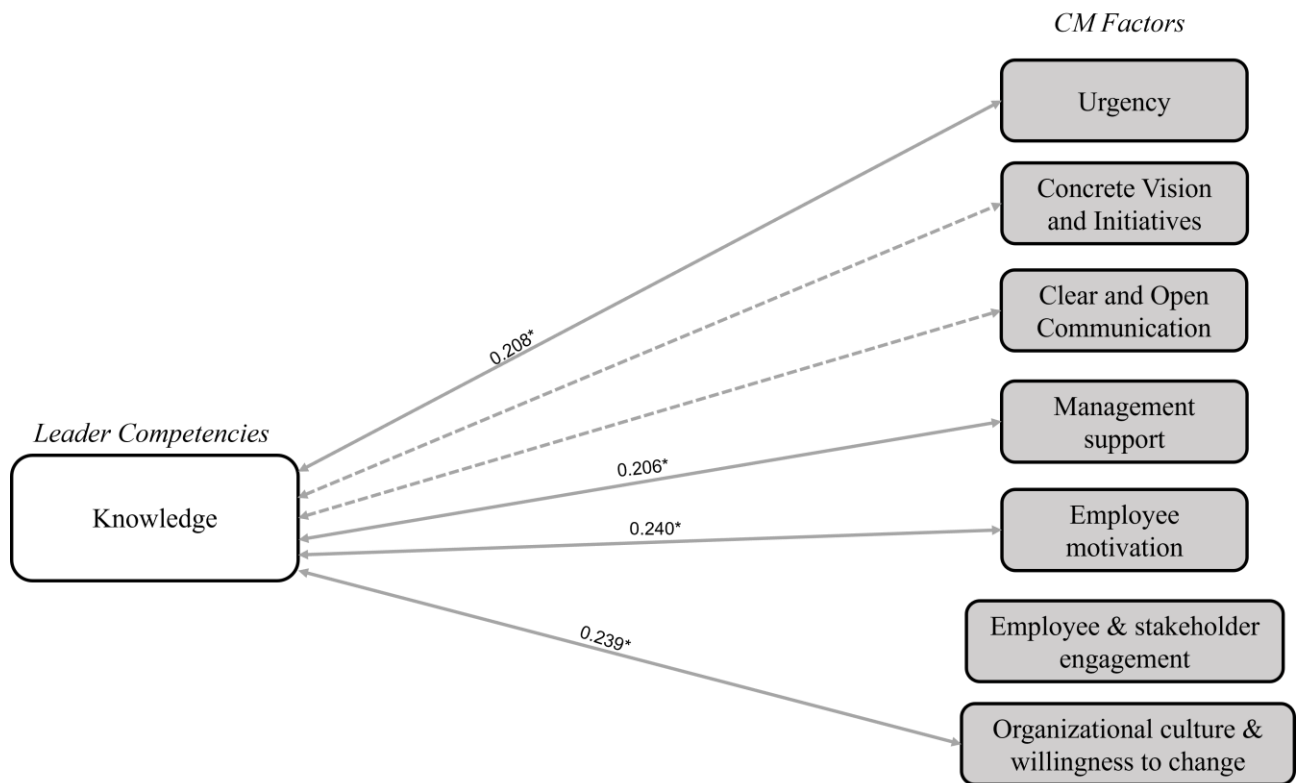 CM Factors
Urgency
Concrete Vision
and Initiatives
Clear and Open
Communication
0.208*
Management
support
Leader Competencies
Knowledge
0.206*
Employee
motivation
0.240*
Employee & stakeholder
engagement
0.239*
Organizational culture &
willingness to change